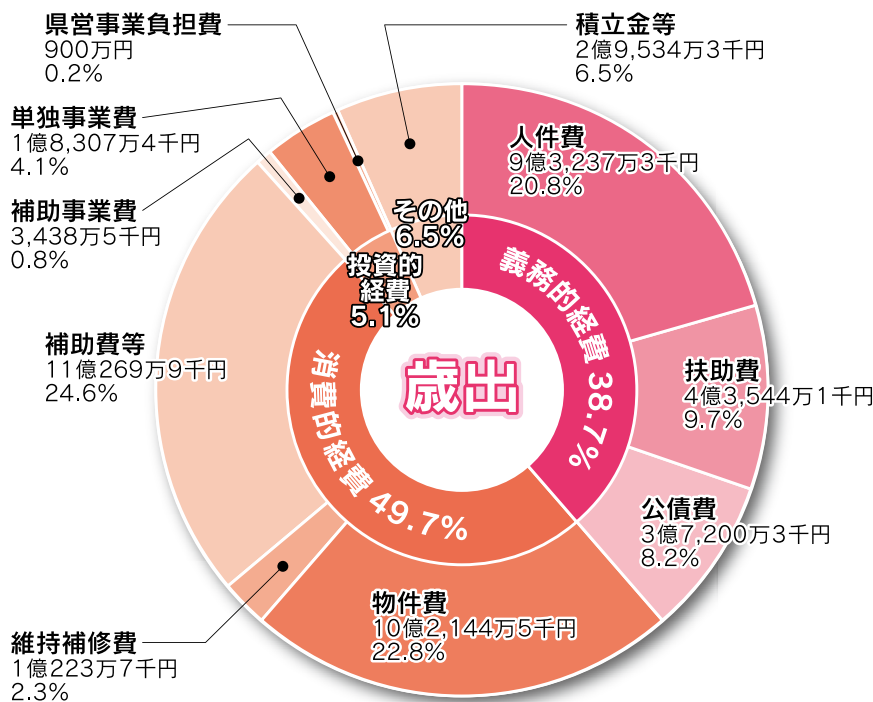 県営事業負担費
900万円
0.2%
積立金等
2億9,534万3千円
6.5%
単独事業費
1億8,307万4千円
4.1%
人件費
9億3,237万3千円
20.8%
補助事業費
3,438万5千円
0.8%
その他
6.5%
投資的
経費
5.1%
義務的経費 38.7%
補助費等
11億269万9千円
24.6%
歳出
扶助費
4億3,544万1千円
9.7%
消費的経費 49.7%
公債費
3億7,200万3千円
8.2%
物件費
10億2,144万5千円
22.8%
維持補修費
1億223万7千円
2.3%